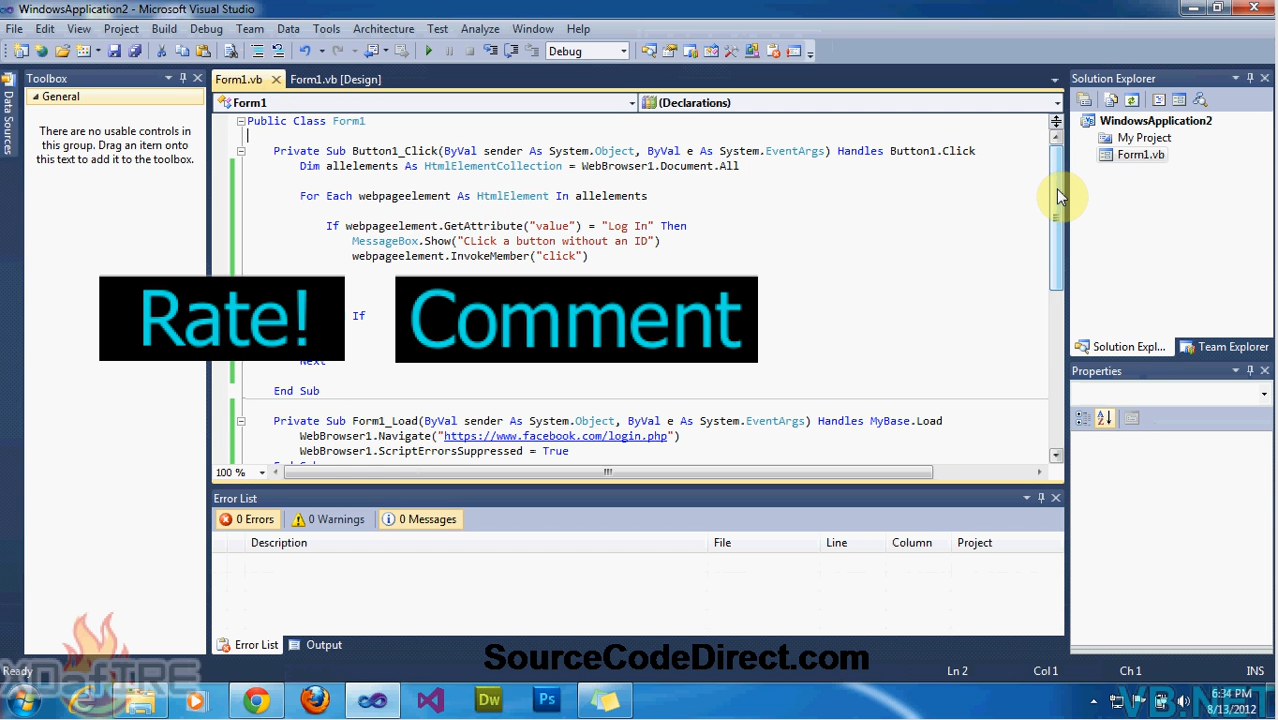 WindowsApplication2 - Microsoft Visual Studio
File Edit View Project Build Debug Team Data Tools Architecture Test Analyze Window Help
Debug
Data Sources
Toolbox
General
There are no usable controls in
this group. Drag an item onto
this text to add it to the toolbox.
Form1.vb Form1.vb [Design]
Form1 (Declarations)
Public Class Form1
Private Sub Button1_Click(ByVal sender As System.Object, ByVal e As System.EventArgs) Handles Button1.Click
Dim allelements As HtmlElementCollection = WebBrowser1.Document.All
For Each webpageelement As HtmlElement In allelements
If webpageelement.GetAttribute("value") = "Log In" Then
MessageBox.Show("CLick a button without an ID")
webpageelement.InvokeMember("click")
Rate! Comment
If
Next
End Sub
Private Sub Form1_Load(ByVal sender As System.Object, ByVal e As System.EventArgs) Handles MyBase.Load
WebBrowser1.Navigate("https://www.facebook.com/login.php")
WebBrowser1.ScriptErrorsSuppressed = True
End Sub
100 %
Solution Explorer
WindowsApplication2
My Project
Form1.vb
Solution Expl... Team Explorer
Properties
Error List
0 Errors 0 Warnings 0 Messages
Description File Line Column Project
Error List Output
SourceCodeDirect.com
Ready Ln 2 Col 1 Ch 1 INS
Dw Ps
6:34 PM
8/13/2012
VB.NET